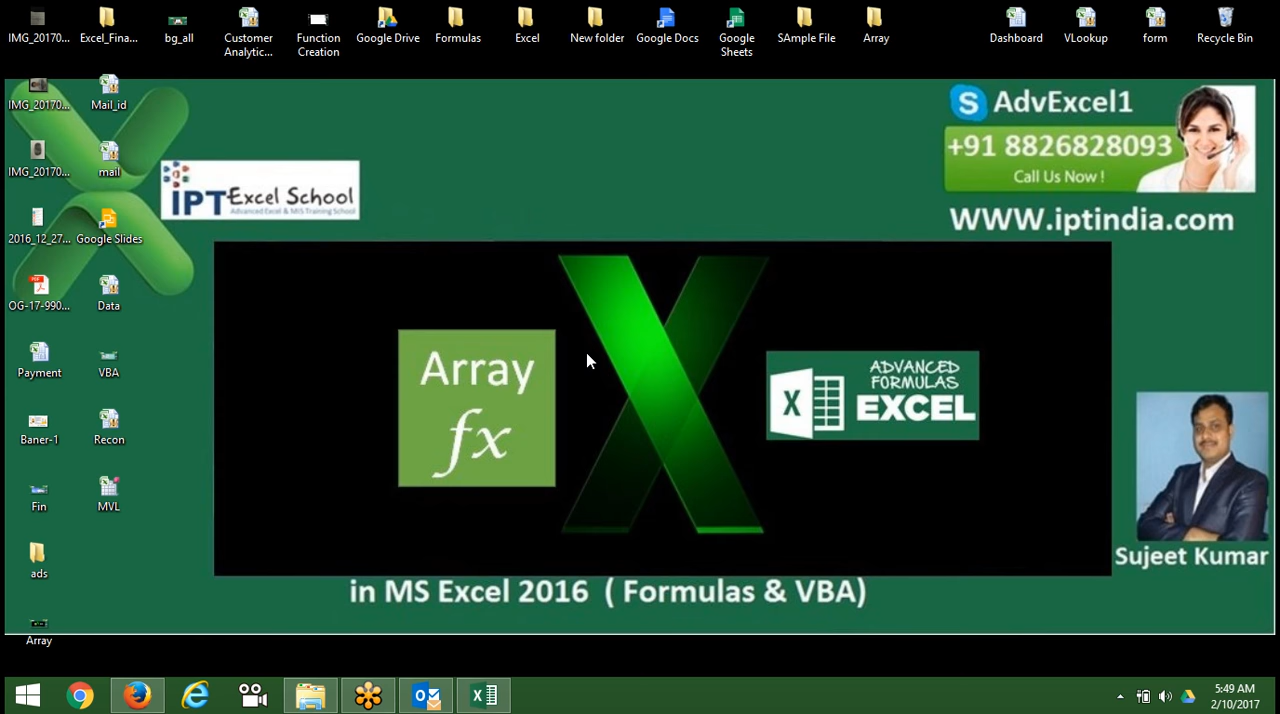 IMG_20170...
Excel_Fina...
bg_all
Customer
Analytic...
Function
Creation
Google Drive
Formulas
Excel
New folder
Google Docs
Google
Sheets
SAmple File
Array
Dashboard
VLookup
form
Recycle Bin
IMG_20170...
Mail_id
IMG_20170...
mail
2016_12_27...
Google Slides
OG-17-990...
Data
Payment
VBA
Baner-1
Recon
Fin
MVL
ads
Array
IPT Excel School
Advanced Excel & MIS Training School
S AdvExcel1
+91 8826828093
Call Us Now !
WWW.iptindia.com
Array
fx
X
ADVANCED
FORMULAS
EXCEL
Sujeet Kumar
in MS Excel 2016 ( Formulas & VBA)
5:49 AM
2/10/2017